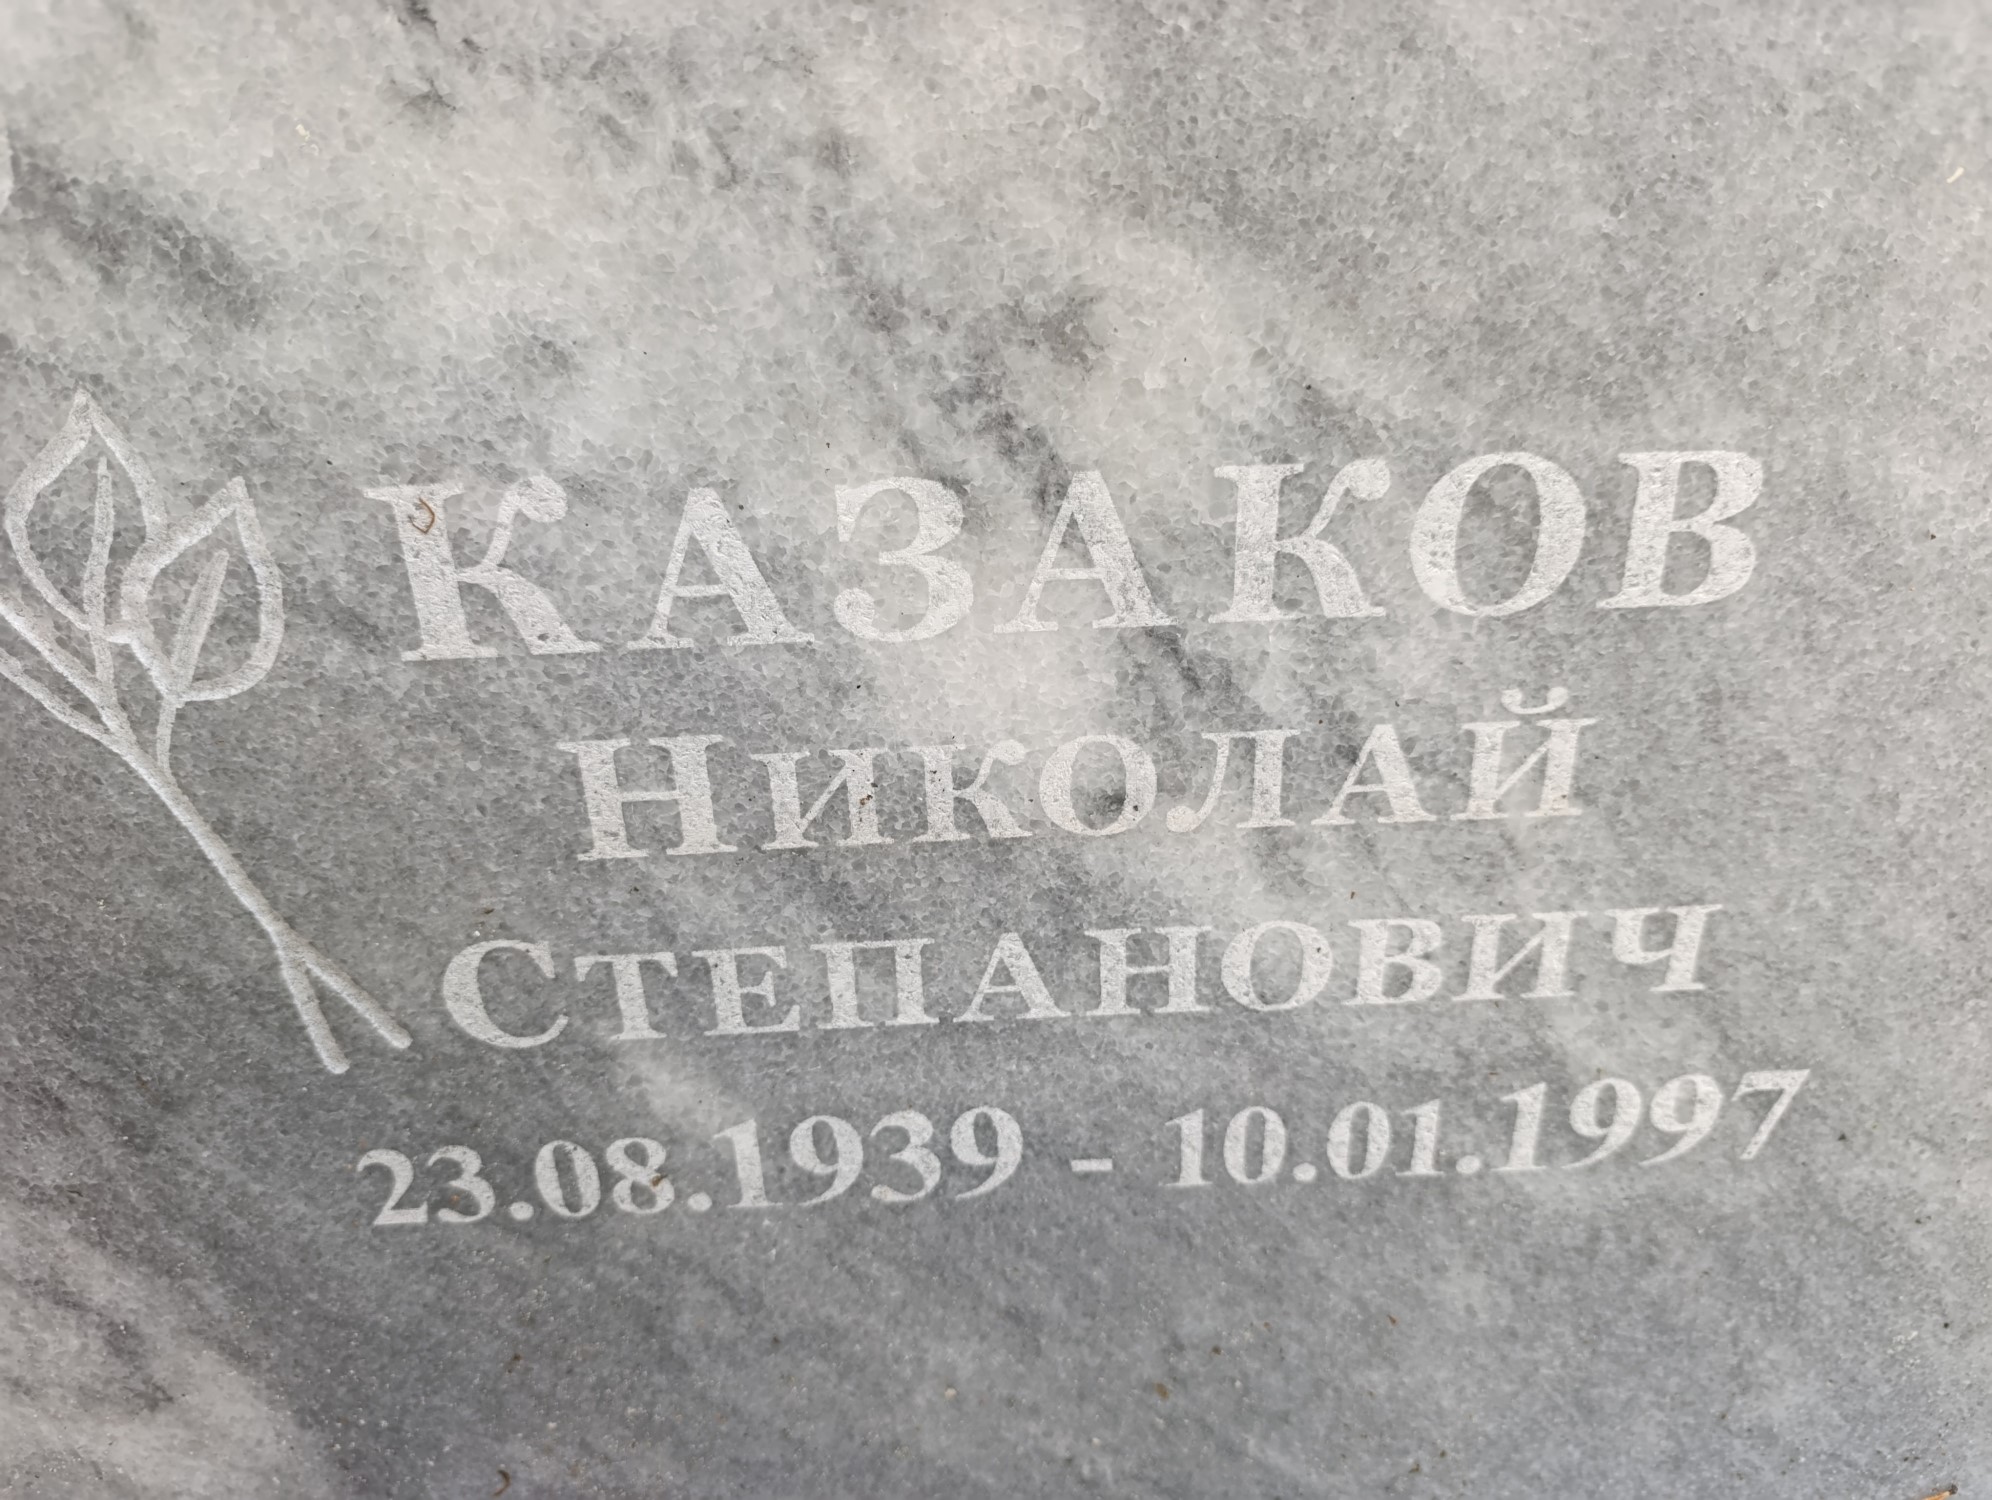 Казаков
Николай
Степанович
23.08.1939 - 10.01.1997